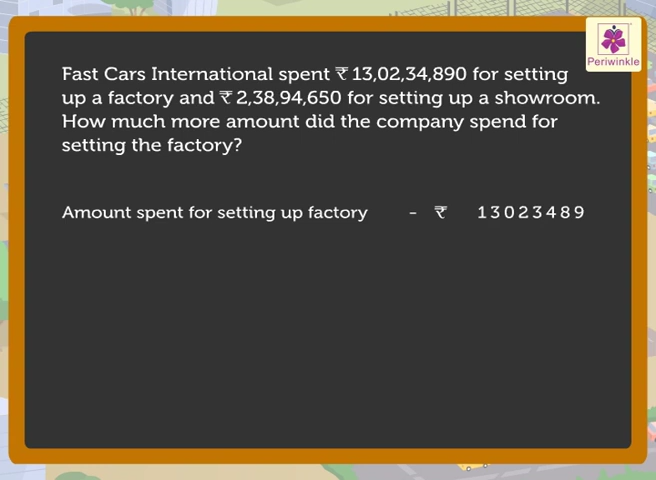 Periwinkle
Fast Cars International spent ₹ 13,02,34,890 for setting
up a factory and ₹ 2,38,94,650 for setting up a showroom.
How much more amount did the company spend for
setting the factory?
Amount spent for setting up factory - ₹ 13023489